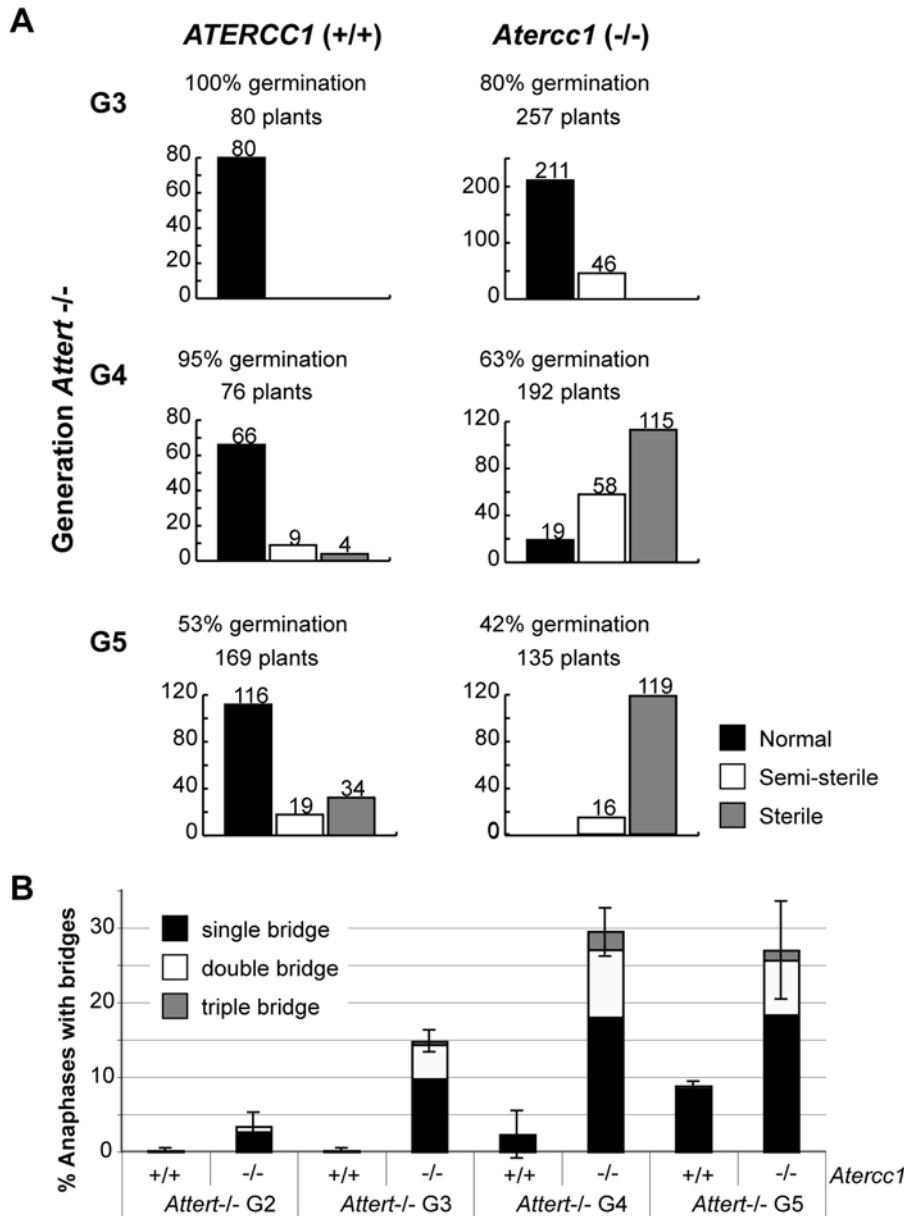 A
ATERCC1 (+/+)
Atercc1 (-/-)
Generation Attert -/-
G3
100% germination
80 plants
80
60
40
20
0
80
80% germination
257 plants
200
100
0
211
46
G4
95% germination
76 plants
80
60
40
20
0
66
9
4
63% germination
192 plants
120
80
40
0
19
58
115
G5
53% germination
169 plants
120
80
40
0
116
19
34
42% germination
135 plants
120
80
40
0
16
119
Normal
Semi-sterile
Sterile
B
% Anaphases with bridges
30
20
10
0
single bridge
double bridge
triple bridge
+/+ -/- +/+ -/- +/+ -/- +/+ -/- Atercc1
Attert-/- G2 Attert-/- G3 Attert-/- G4 Attert-/- G5